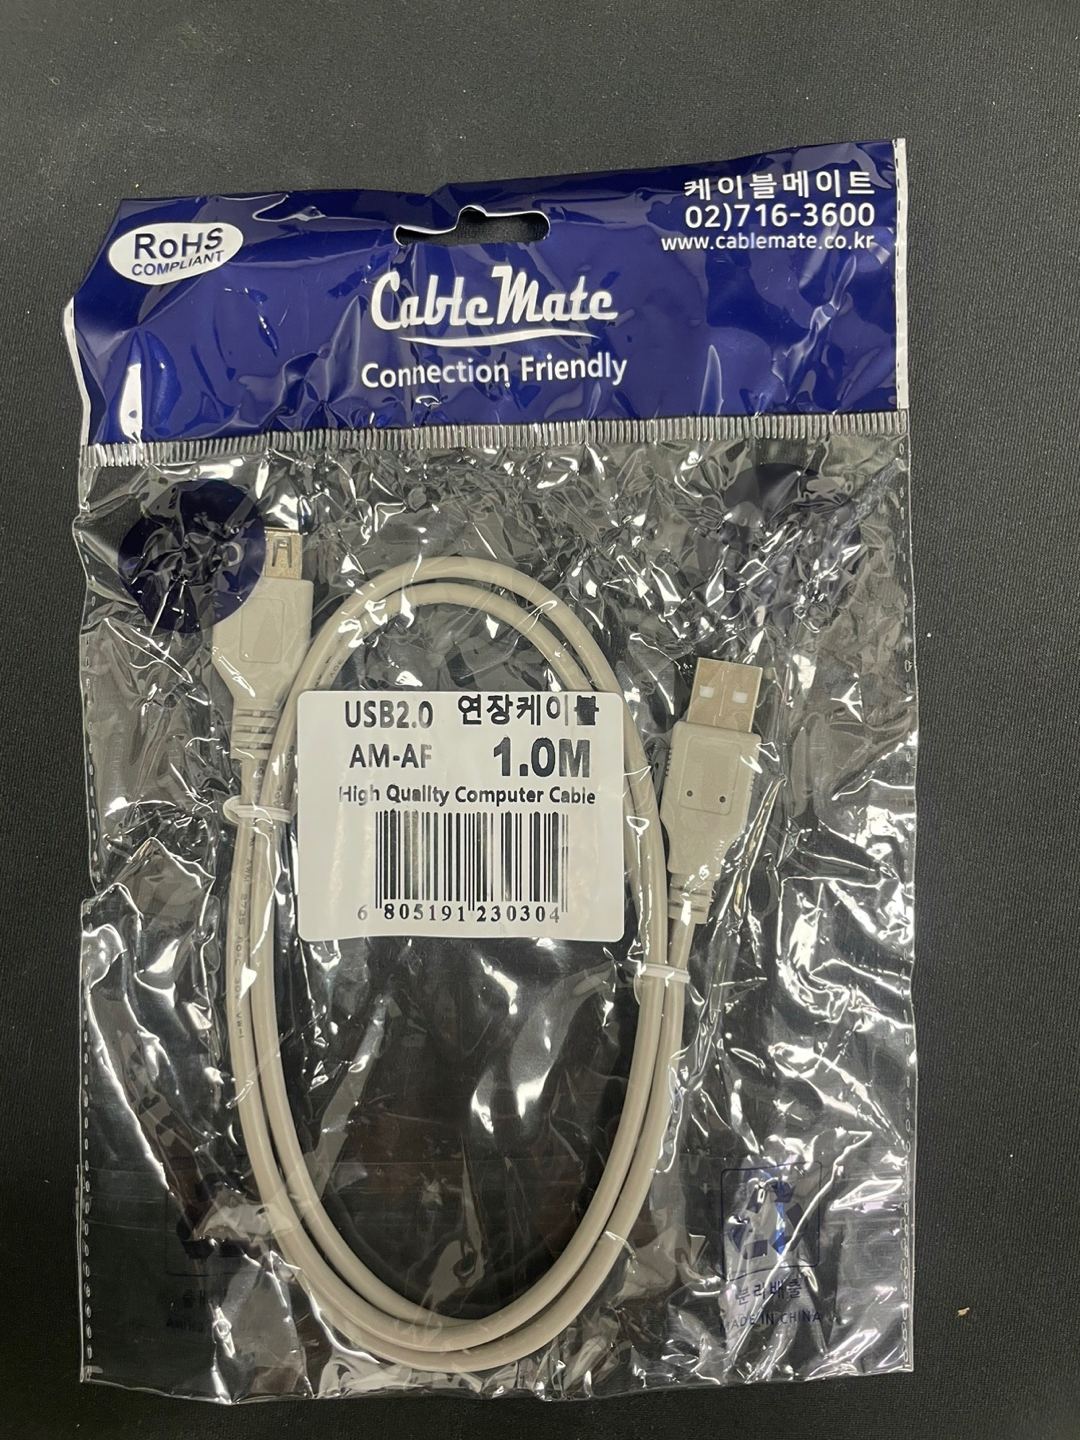 RoHS
COMPLIANT
케이블메이트
02)716-3600
www.cablemate.co.kr
CableMate
Connection Friendly
USB2.0 연장케이블
AM-AF 1.0M
High Quality Computer Cable
6 805191 230304
분리배출
MADE IN CHINA